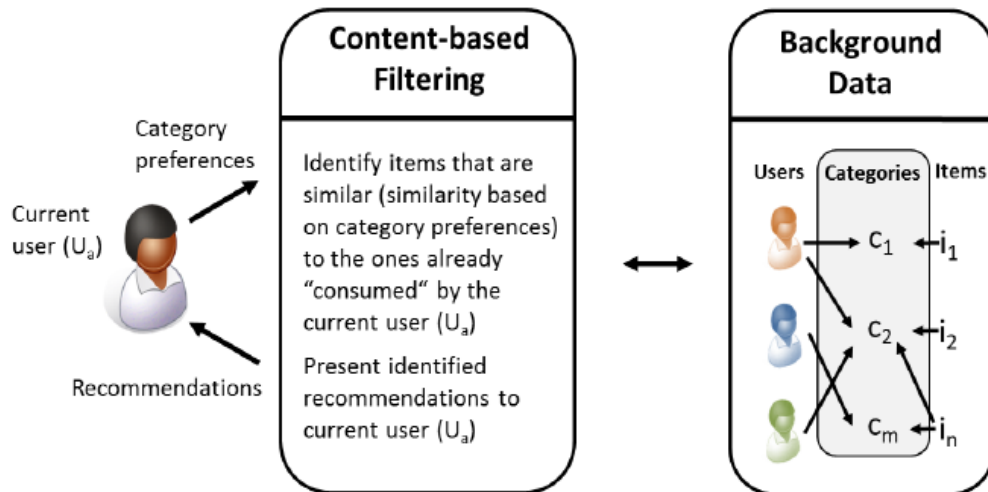 Content-based
Filtering
Category
preferences
Current
user (Uₐ)
Recommendations
Identify items that are
similar (similarity based
on category preferences)
to the ones already
“consumed“ by the
current user (Uₐ)
Present identified
recommendations to
current user (Uₐ)
Background
Data
Users Categories Items
c₁ i₁
c₂ i₂
cₘ iₙ